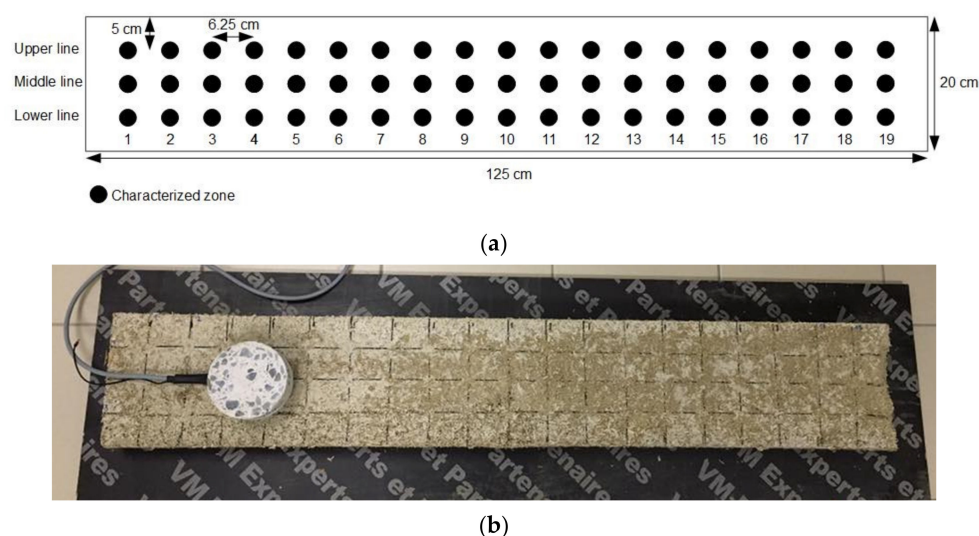 5 cm
6.25 cm
Upper line
Middle line
Lower line
20 cm
1 2 3 4 5 6 7 8 9 10 11 12 13 14 15 16 17 18 19
125 cm
Characterized zone
(a)
VM Experts et Partenaires
(b)